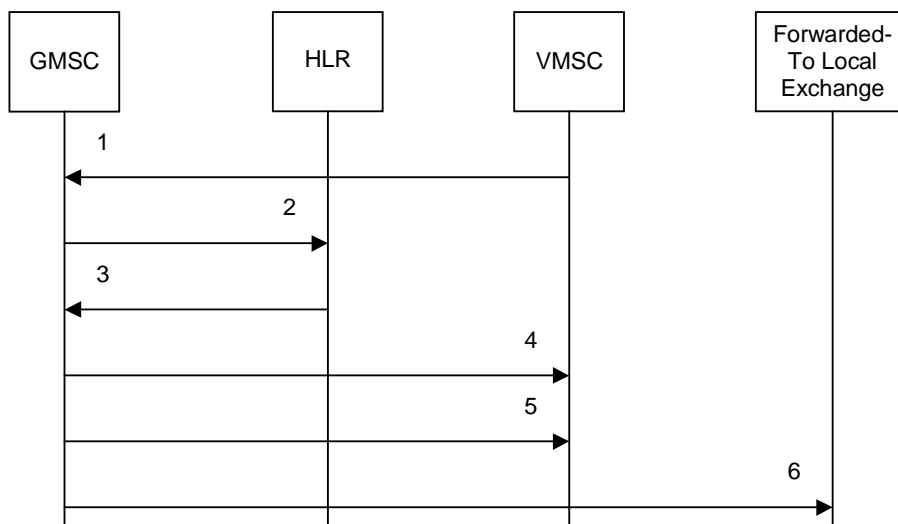 GMSC
HLR
VMSC
Forwarded-
To Local
Exchange
1
2
3
4
5
6